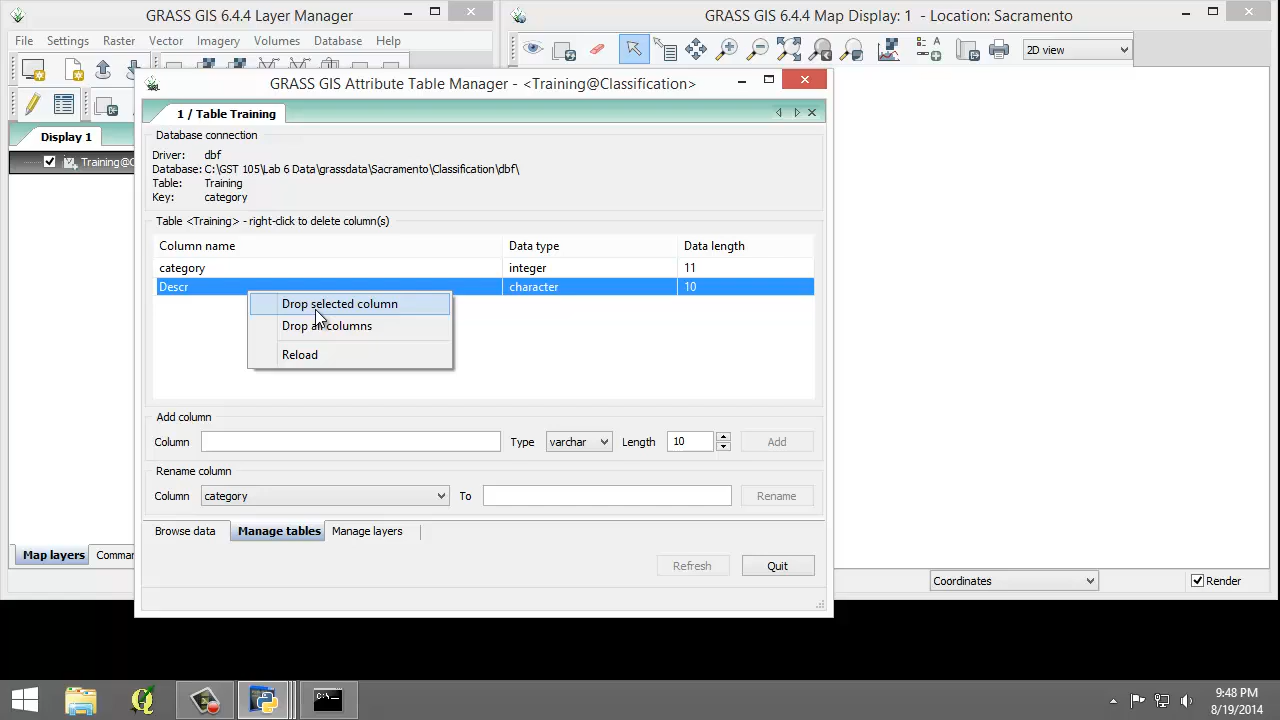 GRASS GIS 6.4.4 Layer Manager
GRASS GIS 6.4.4 Map Display: 1 - Location: Sacramento
File Settings Raster Vector Imagery Volumes Database Help
2D view
GRASS GIS Attribute Table Manager - <Training@Classification>
1 / Table Training
Display 1
Database connection
Driver: dbf
Training@C
Database: C:\GST 105\Lab 6 Data\grassdata\Sacramento\Classification\dbf\
Table: Training
Key: category
Table <Training> - right-click to delete column(s)
Column name Data type Data length
category integer 11
Descr character 10
Drop selected column
Drop all columns
Reload
Add column
Column Type varchar Length 10 Add
Rename column
Column category To Rename
Browse data Manage tables Manage layers
Map layers Comma
Refresh Quit
Coordinates Render
9:48 PM
8/19/2014